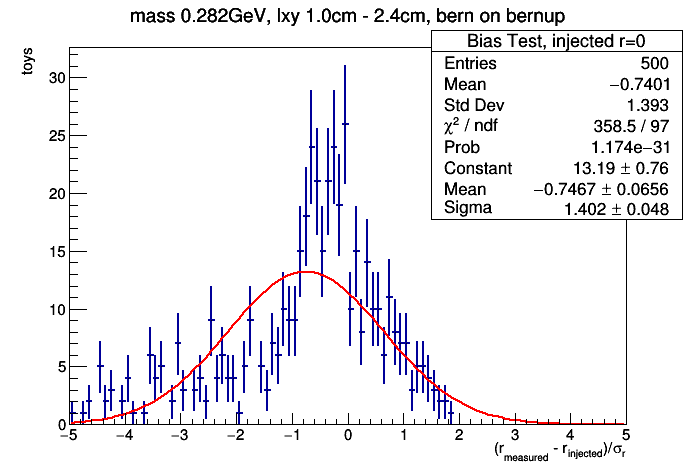 mass 0.282GeV, lxy 1.0cm - 2.4cm, bern on bernup
Bias Test, injected r=0
Entries 500
Mean −0.7401
Std Dev 1.393
χ² / ndf 358.5 / 97
Prob 1.174e−31
Constant 13.19 ± 0.76
Mean −0.7467 ± 0.0656
Sigma 1.402 ± 0.048
toys
30
25
20
15
10
5
0
−5 −4 −3 −2 −1 0 1 2 3 4 5
(r_measured - r_injected)/σ_r